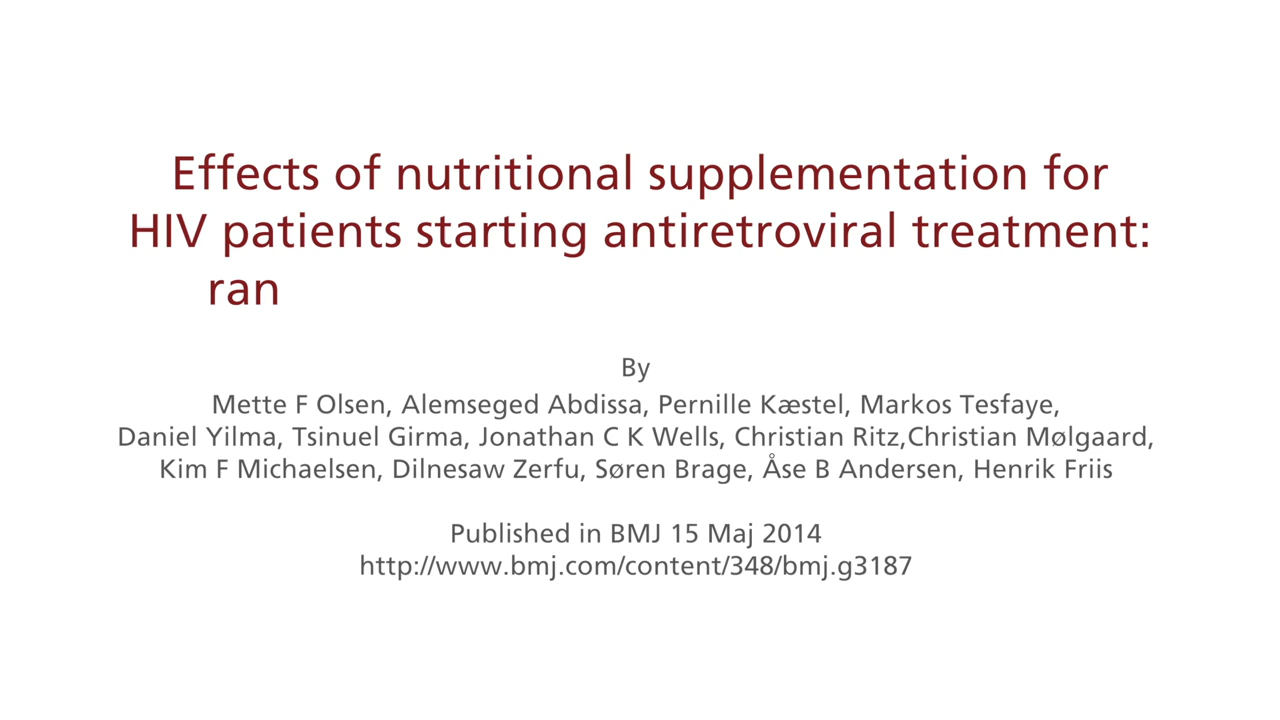 Effects of nutritional supplementation for
HIV patients starting antiretroviral treatment:
ran
By
Mette F Olsen, Alemseged Abdissa, Pernille Kæstel, Markos Tesfaye,
Daniel Yilma, Tsinuel Girma, Jonathan C K Wells, Christian Ritz,Christian Mølgaard,
Kim F Michaelsen, Dilnesaw Zerfu, Søren Brage, Åse B Andersen, Henrik Friis
Published in BMJ 15 Maj 2014
http://www.bmj.com/content/348/bmj.g3187